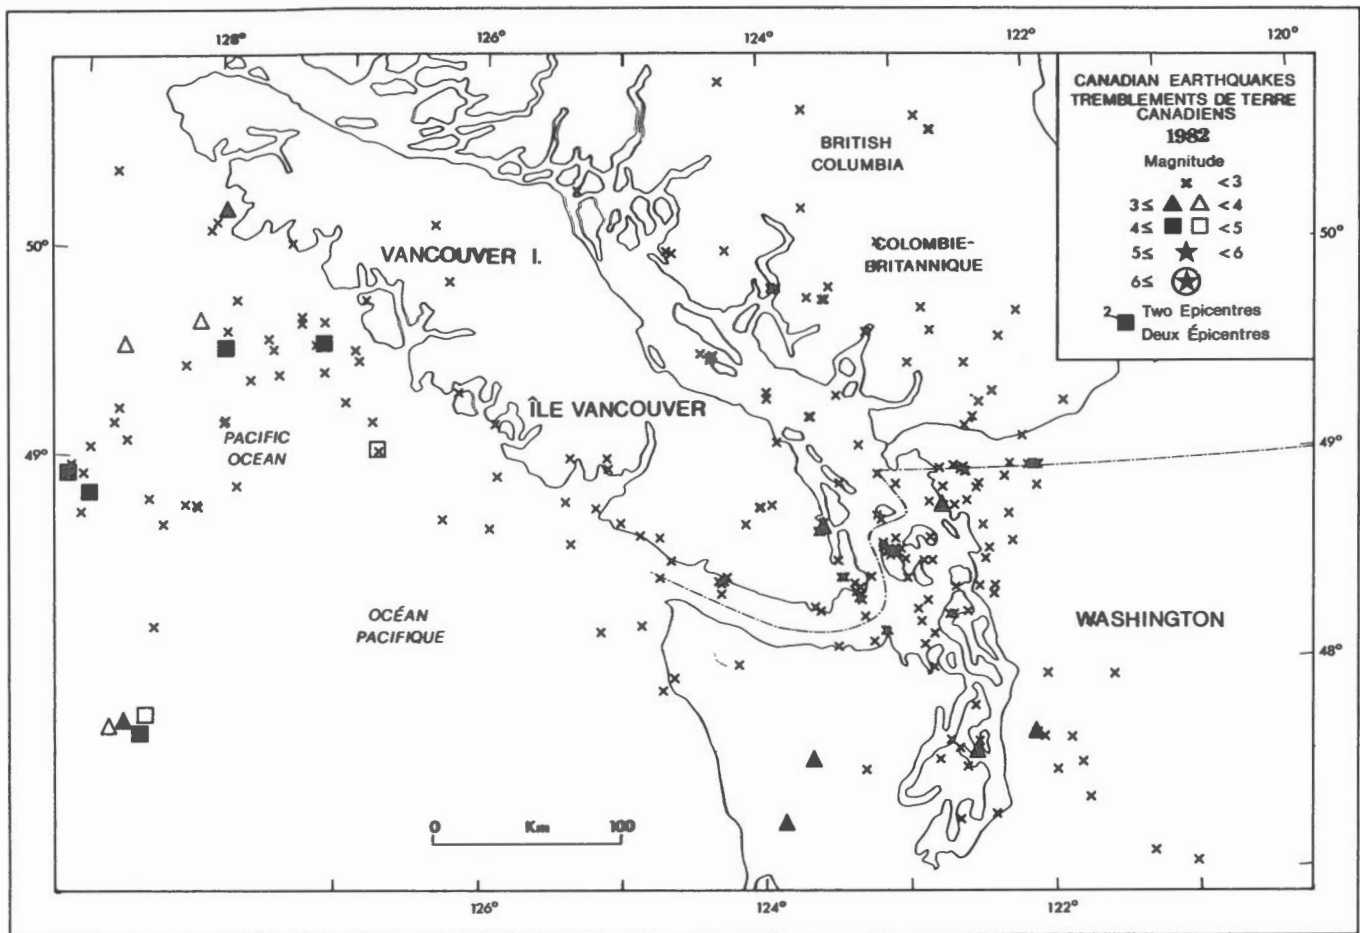 128°
126°
124°
122°
120°
CANADIAN EARTHQUAKES
TREMBLEMENTS DE TERRE
CANADIENS
1982
Magnitude
x < 3
3 ≤ ▲ △ < 4
4 ≤ ■ □ < 5
5 ≤ ★ < 6
6 ≤
2 Two Epicentres
Deux Épicentres
BRITISH
COLUMBIA
50°
VANCOUVER I.
COLOMBIE-
BRITANNIQUE
50°
ÎLE VANCOUVER
PACIFIC
OCEAN
49°
49°
OCÉAN
PACIFIQUE
WASHINGTON
48°
0 Km 100
126°
124°
122°